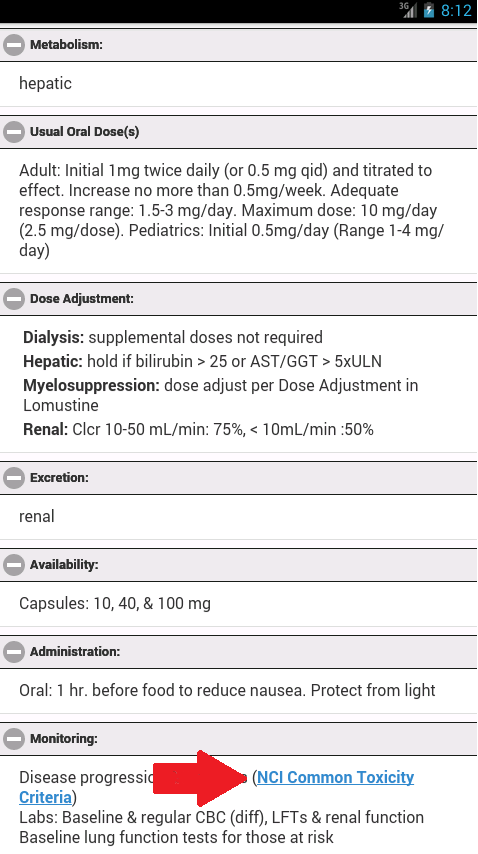 3G 8:12
Metabolism:
hepatic
Usual Oral Dose(s)
Adult: Initial 1mg twice daily (or 0.5 mg qid) and titrated to
effect. Increase no more than 0.5mg/week. Adequate
response range: 1.5-3 mg/day. Maximum dose: 10 mg/day
(2.5 mg/dose). Pediatrics: Initial 0.5mg/day (Range 1-4 mg/
day)
Dose Adjustment:
Dialysis: supplemental doses not required
Hepatic: hold if bilirubin > 25 or AST/GGT > 5xULN
Myelosuppression: dose adjust per Dose Adjustment in
Lomustine
Renal: Clcr 10-50 mL/min: 75%, < 10mL/min :50%
Excretion:
renal
Availability:
Capsules: 10, 40, & 100 mg
Administration:
Oral: 1 hr. before food to reduce nausea. Protect from light
Monitoring:
Disease (NCI Common Toxicity
Criteria)
Labs: Baseline & regular CBC (diff), LFTs & renal function
Baseline lung function tests for those at risk